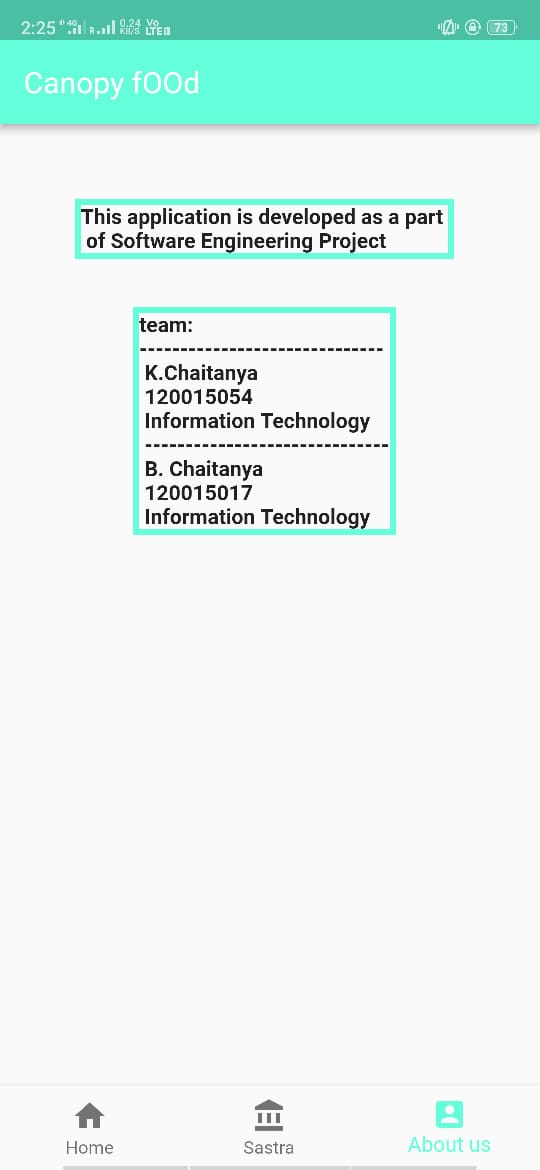 2:25 4G R 0.24 KB/S Vo LTE 73
Canopy fOOd
This application is developed as a part
of Software Engineering Project
team:
------------------------------
K.Chaitanya
120015054
Information Technology
------------------------------
B. Chaitanya
120015017
Information Technology
Home
Sastra
About us